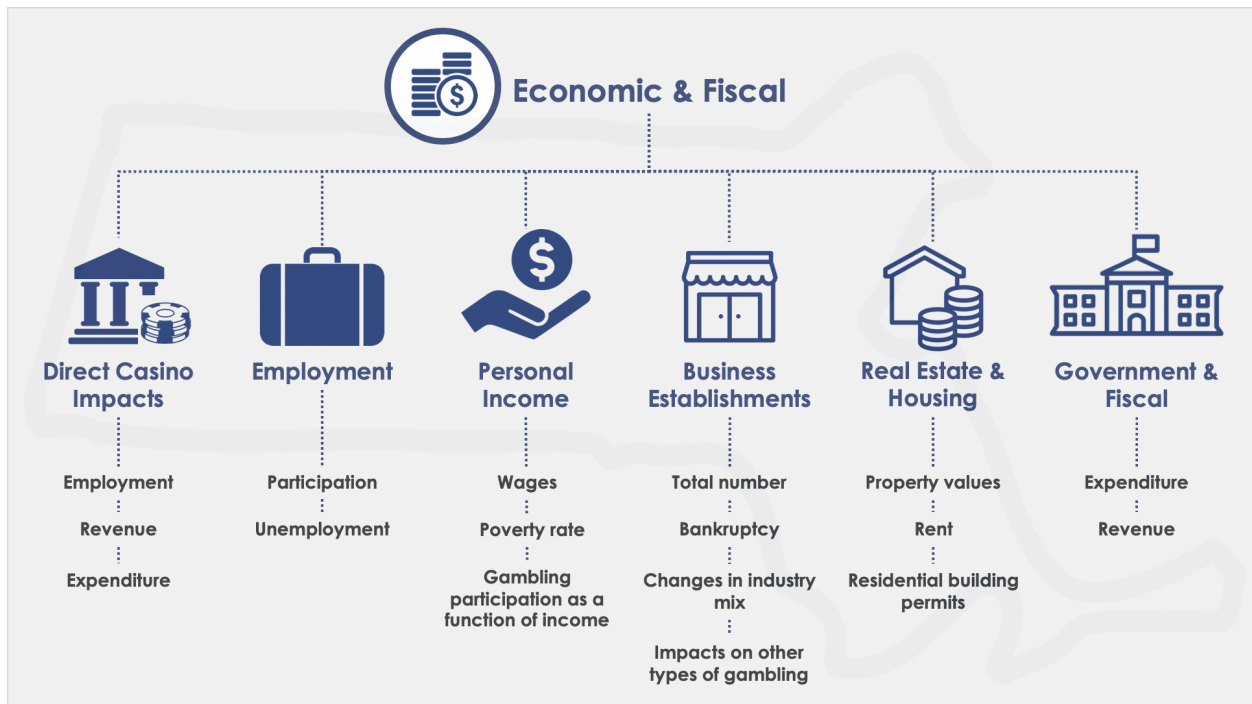 Economic & Fiscal
Direct Casino
Impacts
Employment
Revenue
Expenditure
Employment
Participation
Unemployment
Personal
Income
Wages
Poverty rate
Gambling
participation as a
function of income
Business
Establishments
Total number
Bankruptcy
Changes in industry
mix
Impacts on other
types of gambling
Real Estate &
Housing
Property values
Rent
Residential building
permits
Government &
Fiscal
Expenditure
Revenue